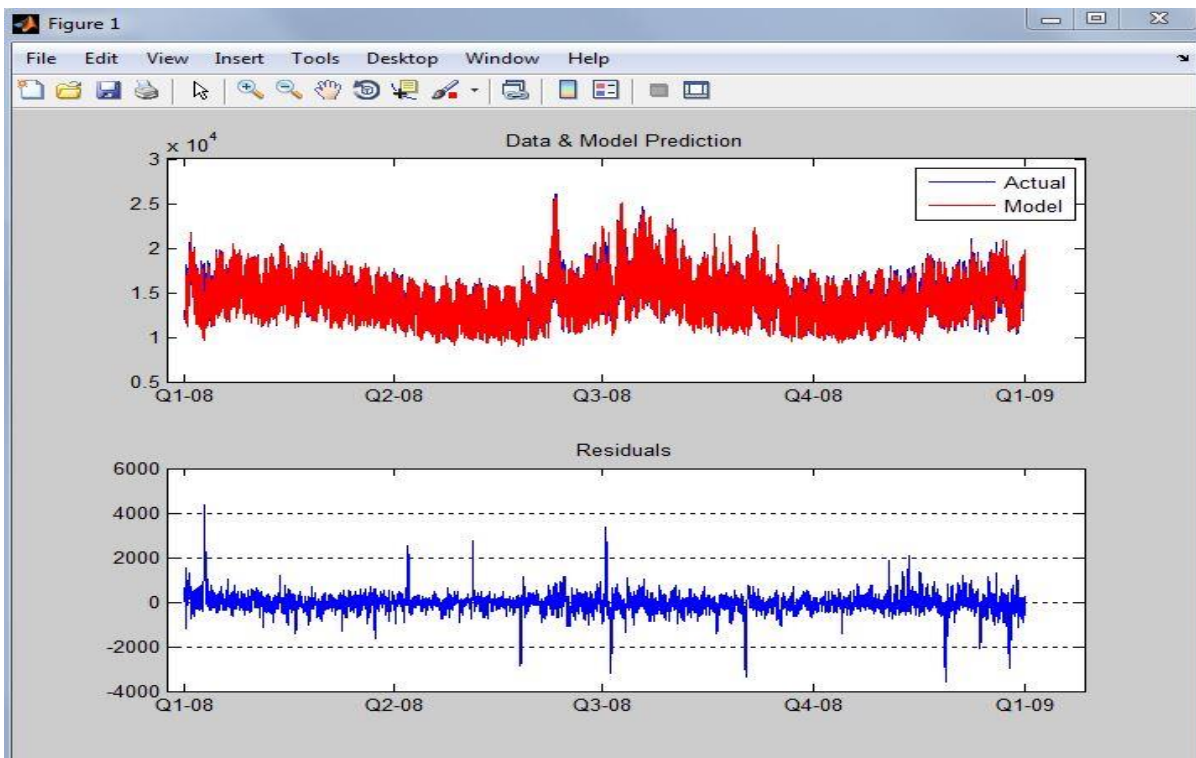 Figure 1
File Edit View Insert Tools Desktop Window Help
Data & Model Prediction
x 10^4
3
2.5
2
1.5
1
0.5
Actual
Model
Q1-08 Q2-08 Q3-08 Q4-08 Q1-09
Residuals
6000
4000
2000
0
-2000
-4000
Q1-08 Q2-08 Q3-08 Q4-08 Q1-09